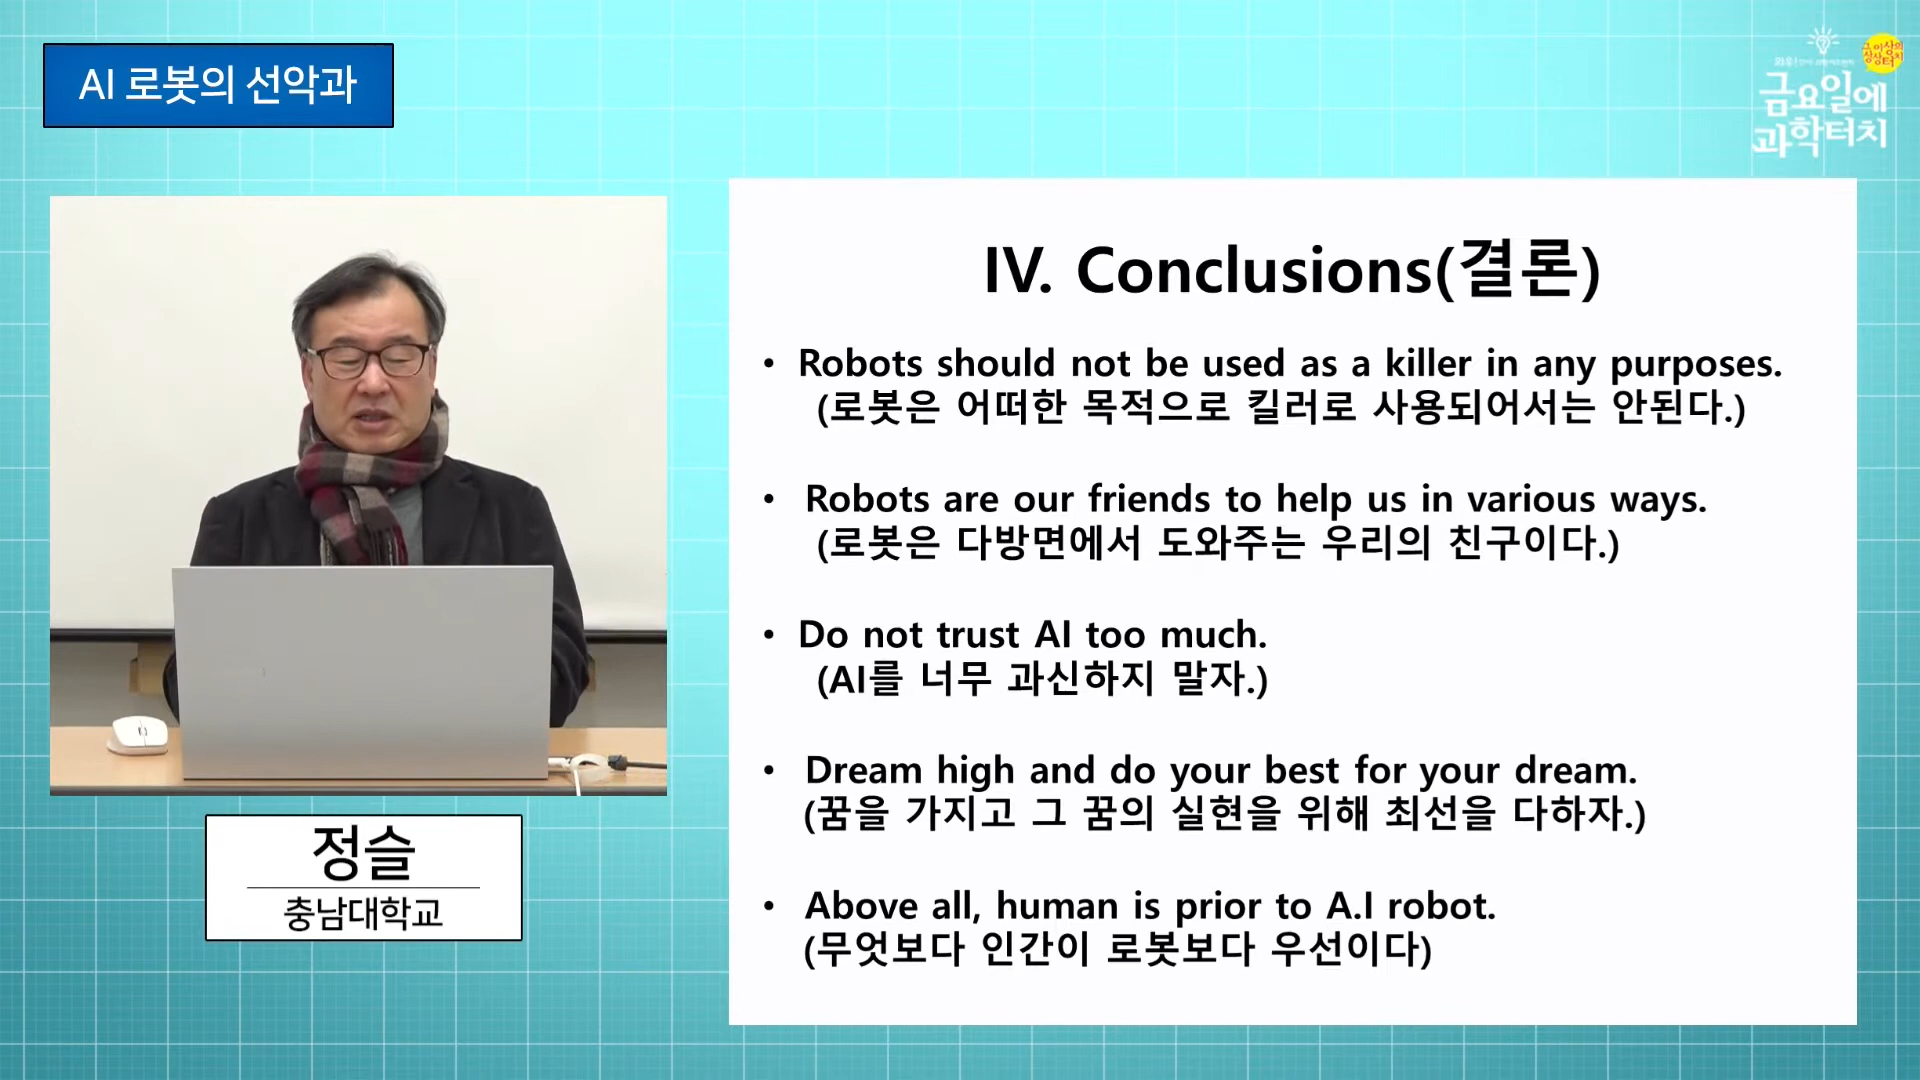 AI 로봇의 선악과
금요일에
과학터치
IV. Conclusions(결론)
• Robots should not be used as a killer in any purposes.
(로봇은 어떠한 목적으로 킬러로 사용되어서는 안된다.)
• Robots are our friends to help us in various ways.
(로봇은 다방면에서 도와주는 우리의 친구이다.)
• Do not trust AI too much.
(AI를 너무 과신하지 말자.)
• Dream high and do your best for your dream.
(꿈을 가지고 그 꿈의 실현을 위해 최선을 다하자.)
• Above all, human is prior to A.I robot.
(무엇보다 인간이 로봇보다 우선이다)
정슬
충남대학교